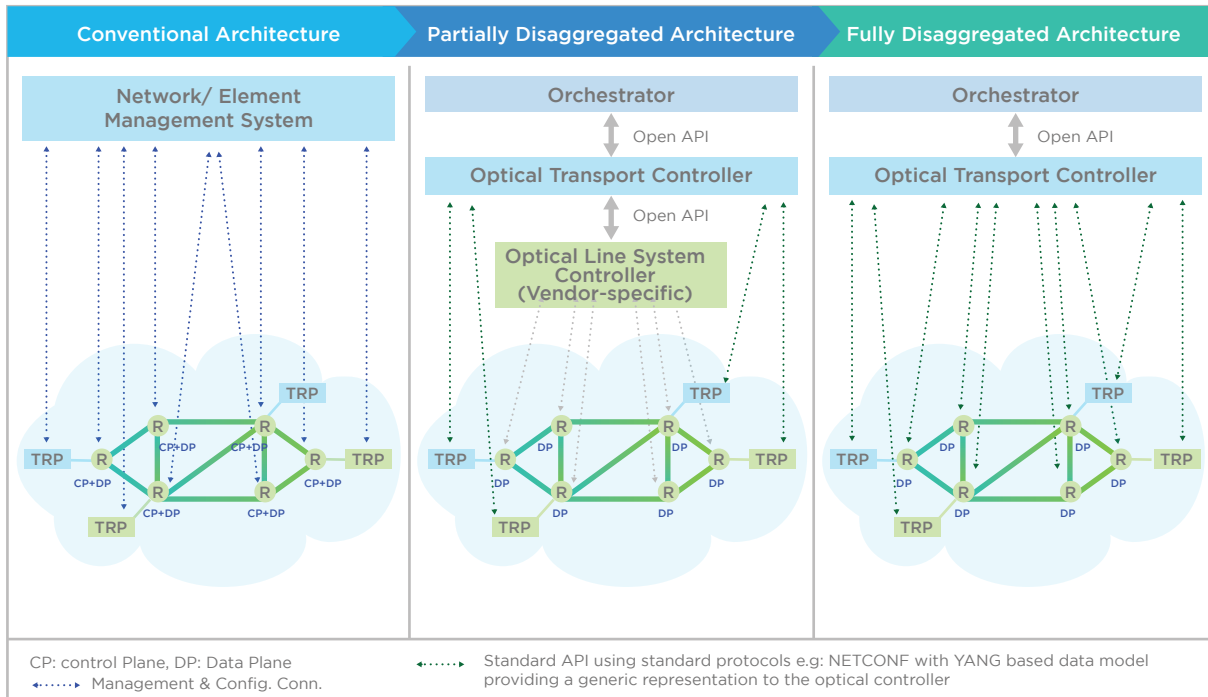 Conventional Architecture
Partially Disaggregated Architecture
Fully Disaggregated Architecture
Network/ Element
Management System
TRP
R
R
R
R
R
R
TRP
TRP
TRP
CP+DP
CP+DP
CP+DP
CP+DP
CP+DP
CP+DP
Orchestrator
Open API
Optical Transport Controller
Open API
Optical Line System
Controller
(Vendor-specific)
TRP
R
R
R
R
R
R
TRP
TRP
TRP
DP
DP
DP
DP
DP
DP
Orchestrator
Open API
Optical Transport Controller
TRP
R
R
R
R
R
R
TRP
TRP
TRP
DP
DP
DP
DP
DP
DP
CP: control Plane, DP: Data Plane
Management & Config. Conn.
Standard API using standard protocols e.g: NETCONF with YANG based data model
providing a generic representation to the optical controller